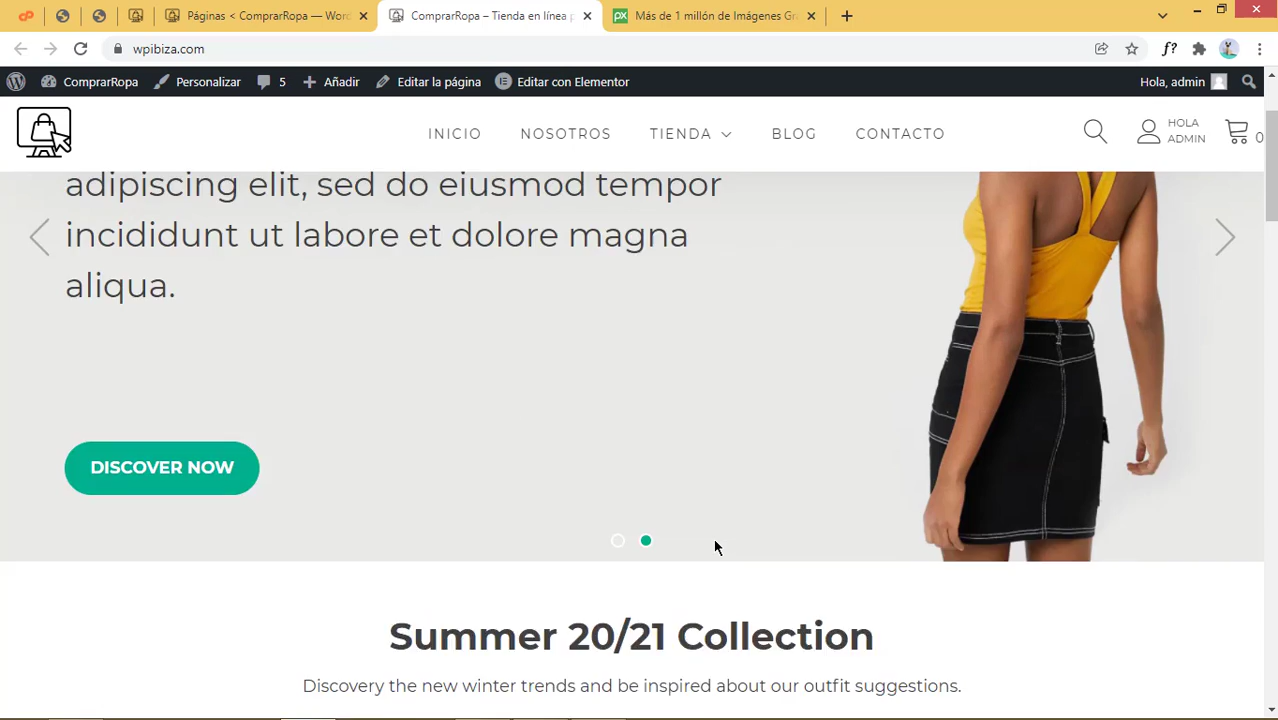 Páginas < ComprarRopa — Word
ComprarRopa – Tienda en línea p
Más de 1 millón de Imágenes Gra
wpibiza.com
ComprarRopa
Personalizar
5
Añadir
Editar la página
Editar con Elementor
Hola, admin
INICIO
NOSOTROS
TIENDA
BLOG
CONTACTO
HOLA
ADMIN
0
adipiscing elit, sed do eiusmod tempor
incididunt ut labore et dolore magna
aliqua.
DISCOVER NOW
Summer 20/21 Collection
Discovery the new winter trends and be inspired about our outfit suggestions.